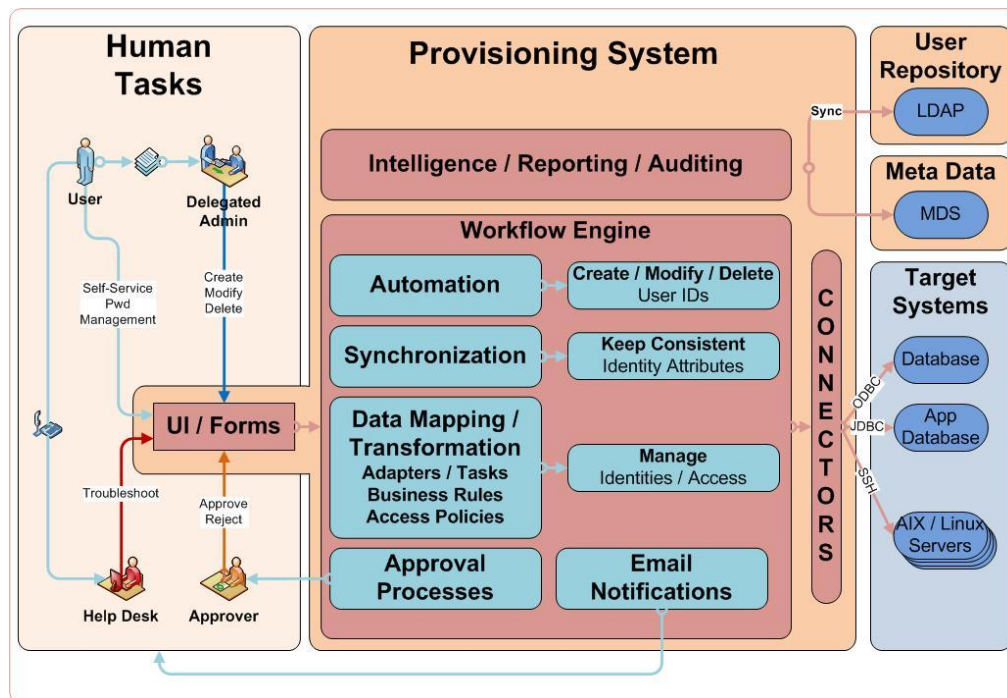 Human
Tasks
User
Delegated
Admin
Self-Service
Pwd
Management
Create
Modify
Delete
UI / Forms
Troubleshoot
Approve
Reject
Help Desk
Approver
Provisioning System
Intelligence / Reporting / Auditing
Workflow Engine
Automation
Create / Modify / Delete
User IDs
Synchronization
Keep Consistent
Identity Attributes
Data Mapping /
Transformation
Adapters / Tasks
Business Rules
Access Policies
Manage
Identities / Access
Approval
Processes
Email
Notifications
CONNECTORS
Sync
User
Repository
LDAP
Meta Data
MDS
Target
Systems
ODBC
Database
JDBC
App
Database
SSH
AIX / Linux
Servers